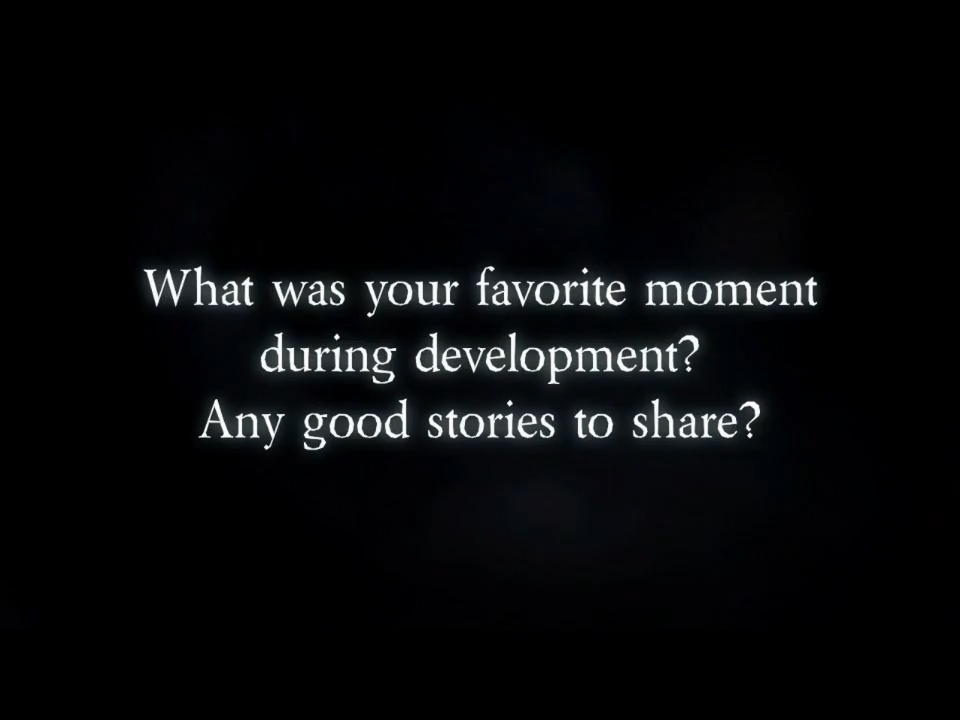 What was your favorite moment
during development?
Any good stories to share?